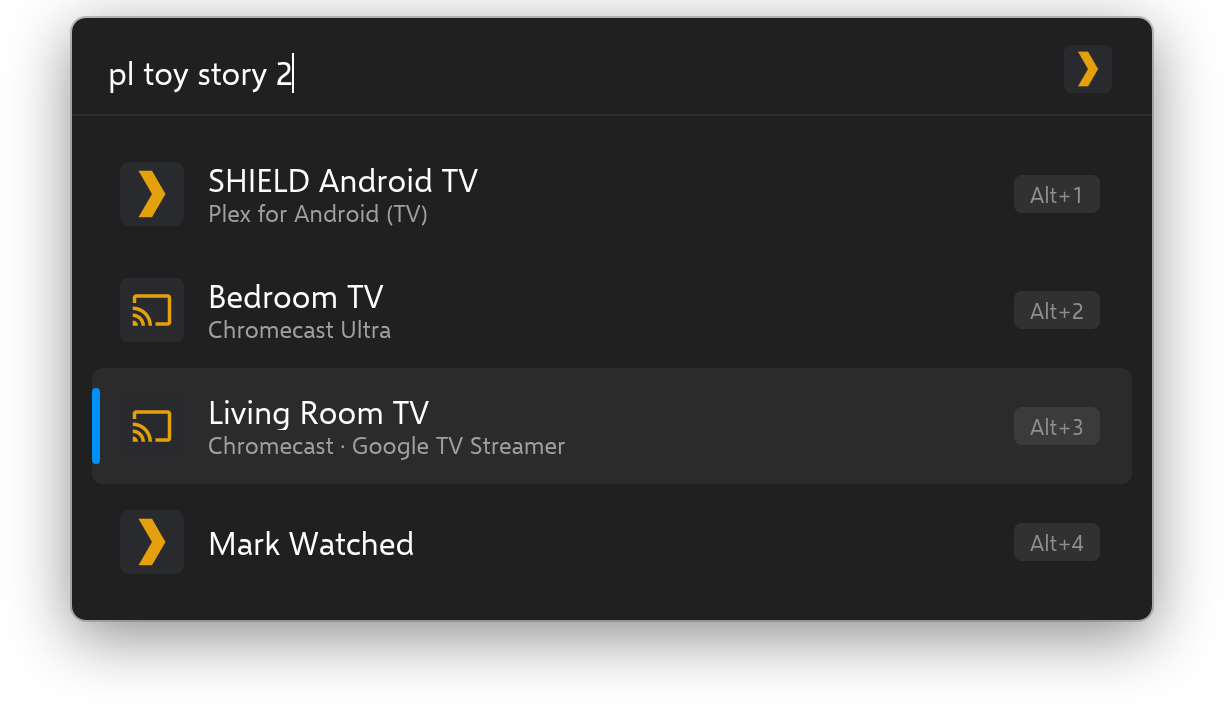 pl toy story 2
SHIELD Android TV
Plex for Android (TV)
Alt+1
Bedroom TV
Chromecast Ultra
Alt+2
Living Room TV
Chromecast · Google TV Streamer
Alt+3
Mark Watched
Alt+4